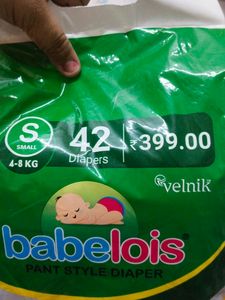 S
SMALL
4-8 KG
42
Diapers
₹399.00
velnik
babelois
PANT STYLE DIAPER